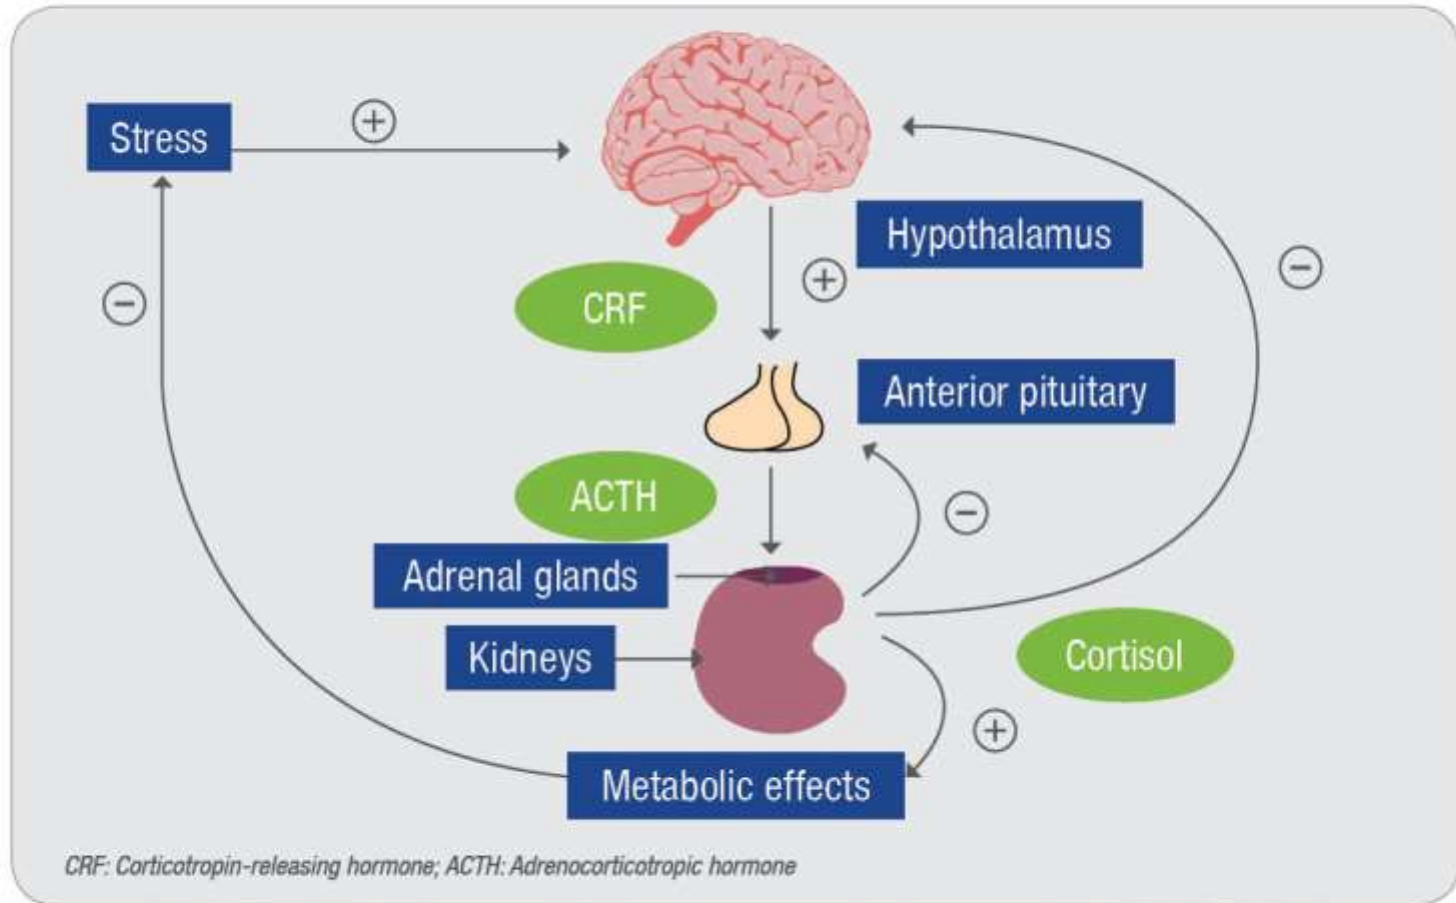 Stress
+
Hypothalamus
+
−
−
CRF
Anterior pituitary
ACTH
−
Adrenal glands
Kidneys
Cortisol
+
Metabolic effects
CRF: Corticotropin-releasing hormone; ACTH: Adrenocorticotropic hormone